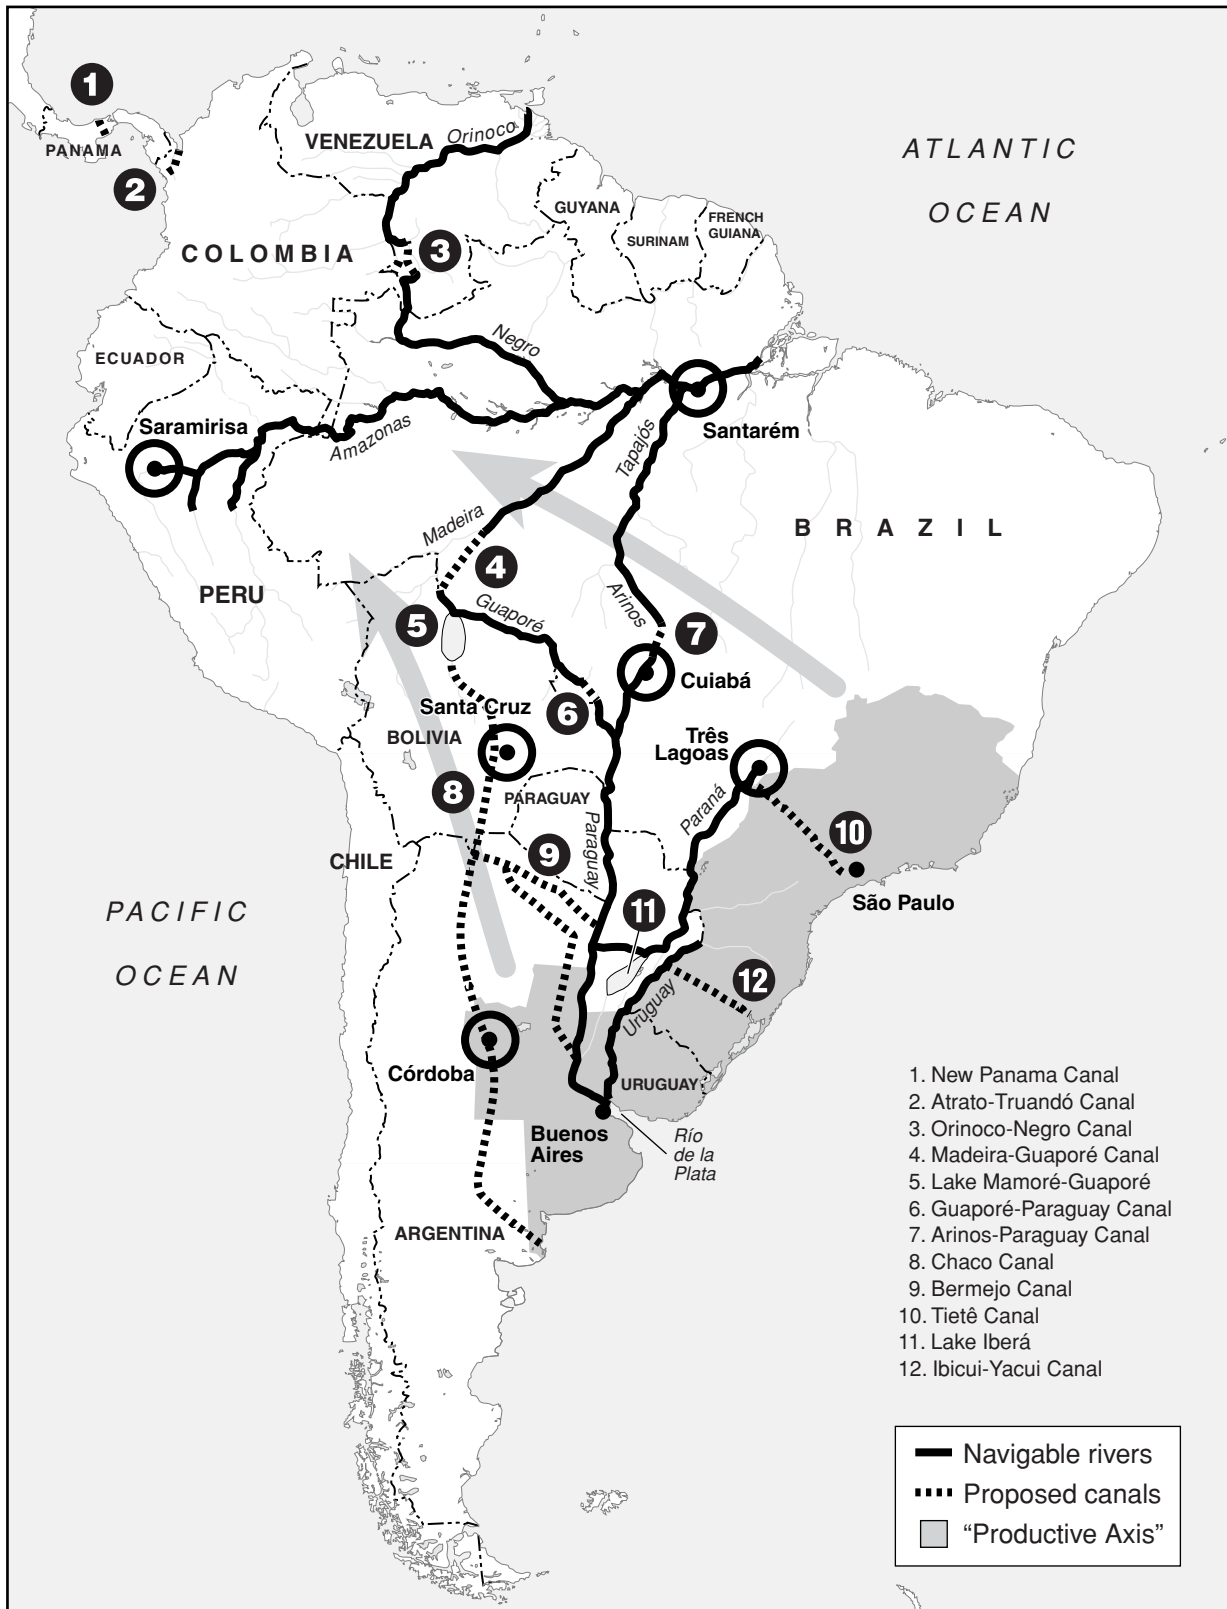 1
PANAMA
2
VENEZUELA
Orinoco
ATLANTIC
OCEAN
GUYANA
SURINAM
FRENCH
GUIANA
COLOMBIA
3
Negro
ECUADOR
Saramirisa
Amazonas
Santarém
Tapajós
BRAZIL
Madeira
4
PERU
5
Guaporé
Arinos
7
Cuiabá
Santa Cruz
6
BOLIVIA
Três
Lagoas
8
PARAGUAY
Paraná
Paraguay
9
10
CHILE
São Paulo
11
PACIFIC
OCEAN
12
Uruguay
Córdoba
URUGUAY
Buenos
Aires
Río
de la
Plata
ARGENTINA
1. New Panama Canal
2. Atrato-Truandó Canal
3. Orinoco-Negro Canal
4. Madeira-Guaporé Canal
5. Lake Mamoré-Guaporé
6. Guaporé-Paraguay Canal
7. Arinos-Paraguay Canal
8. Chaco Canal
9. Bermejo Canal
10. Tietê Canal
11. Lake Iberá
12. Ibicui-Yacui Canal
Navigable rivers
Proposed canals
“Productive Axis”